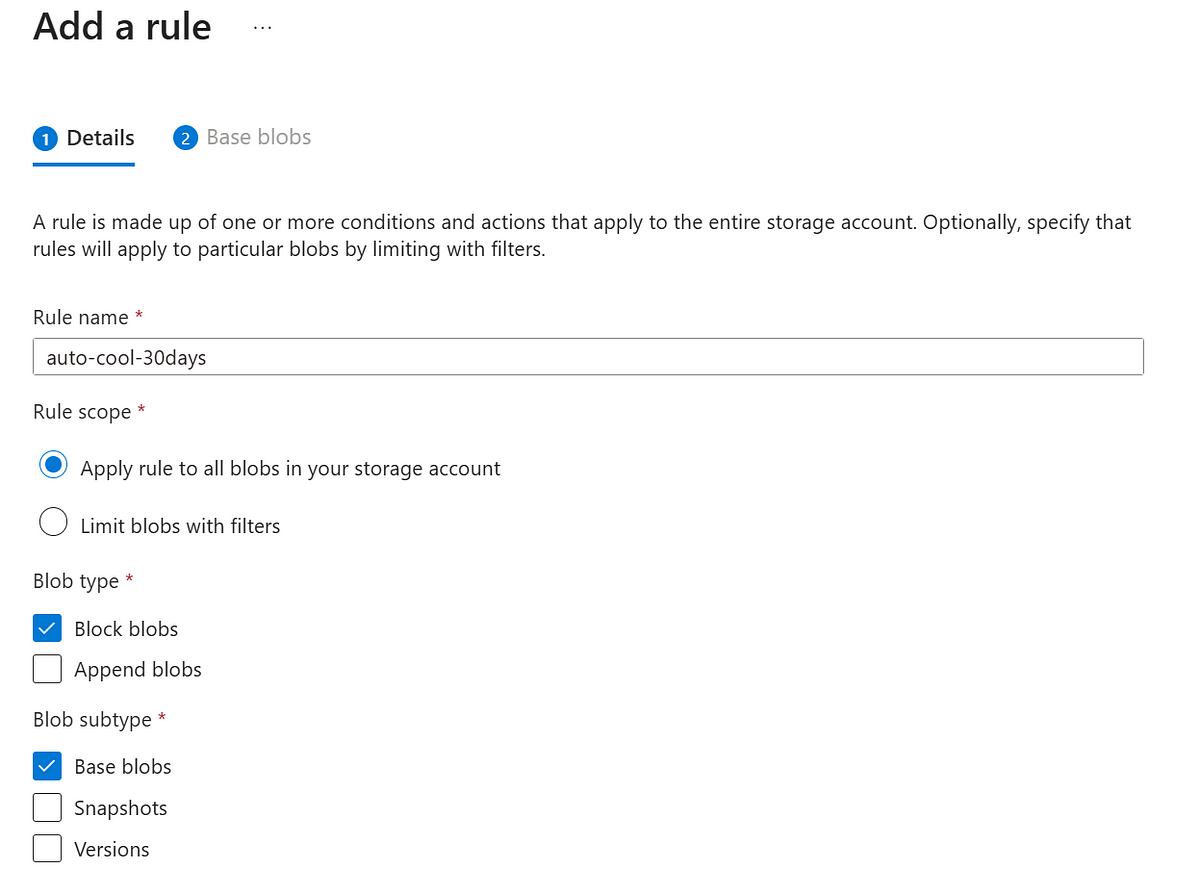 Add a rule ...
1 Details 2 Base blobs
A rule is made up of one or more conditions and actions that apply to the entire storage account. Optionally, specify that
rules will apply to particular blobs by limiting with filters.
Rule name *
auto-cool-30days
Rule scope *
Apply rule to all blobs in your storage account
Limit blobs with filters
Blob type *
Block blobs
Append blobs
Blob subtype *
Base blobs
Snapshots
Versions